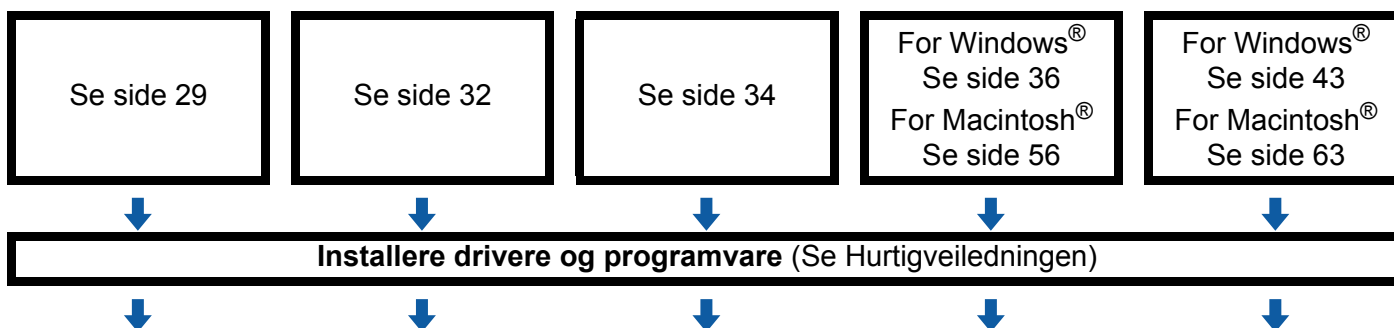 Se side 29
Se side 32
Se side 34
For Windows®
Se side 36
For Macintosh®
Se side 56
For Windows®
Se side 43
For Macintosh®
Se side 63
Installere drivere og programvare (Se Hurtigveiledningen)